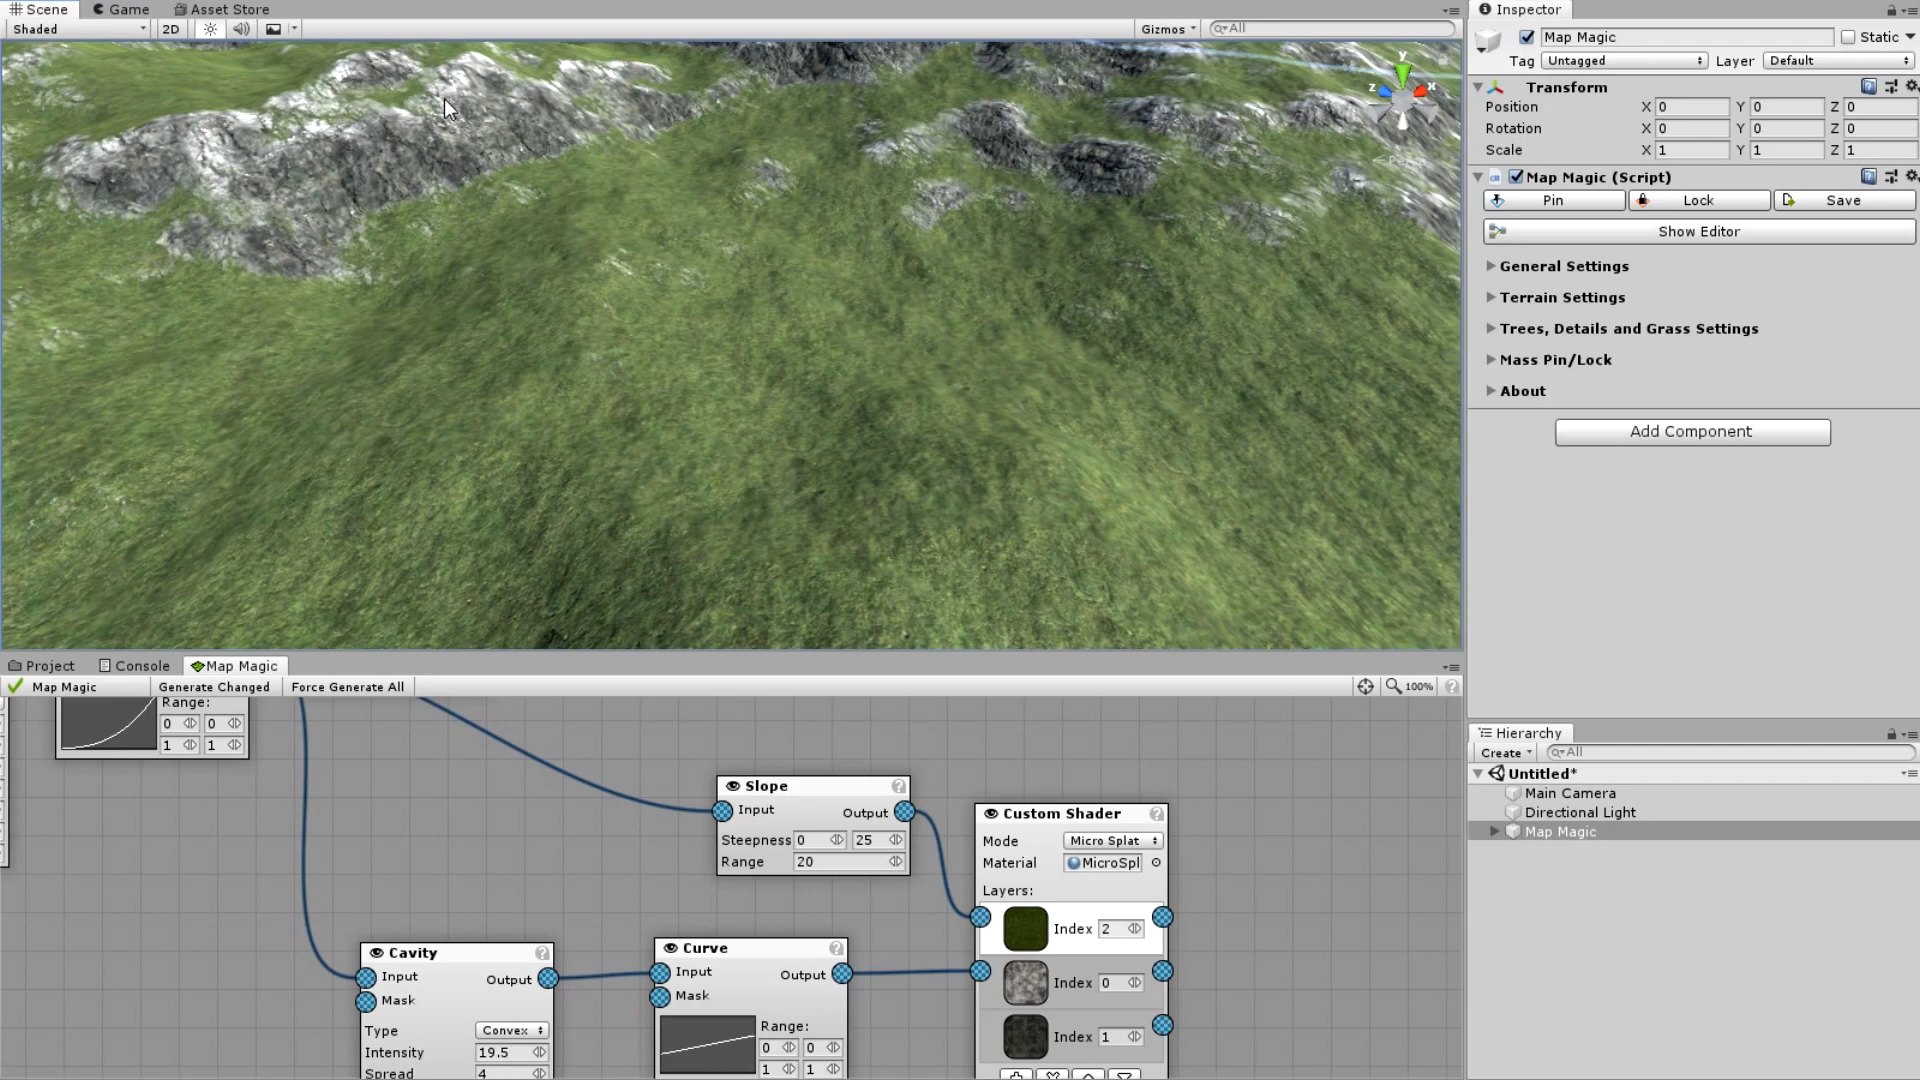 Scene Game Asset Store
Shaded 2D Gizmos All
Y
Z X
Persp
Inspector
Map Magic Static
Tag Untagged Layer Default
Transform
Position X 0 Y 0 Z 0
Rotation X 0 Y 0 Z 0
Scale X 1 Y 1 Z 1
Map Magic (Script)
Pin Lock Save
Show Editor
General Settings
Terrain Settings
Trees, Details and Grass Settings
Mass Pin/Lock
About
Add Component
Project Console Map Magic
Map Magic Generate Changed Force Generate All 100%
Range:
0 0
1 1
Slope ?
Input Output
Steepness 0 25
Range 20
Cavity ?
Input Output
Mask
Type Convex
Intensity 19.5
Spread 4
Curve ?
Input Output
Mask
Range:
0 0
1 1
Custom Shader ?
Mode Micro Splat
Material MicroSpl
Layers:
Index 2
Index 0
Index 1
Hierarchy
Create All
Untitled*
Main Camera
Directional Light
Map Magic